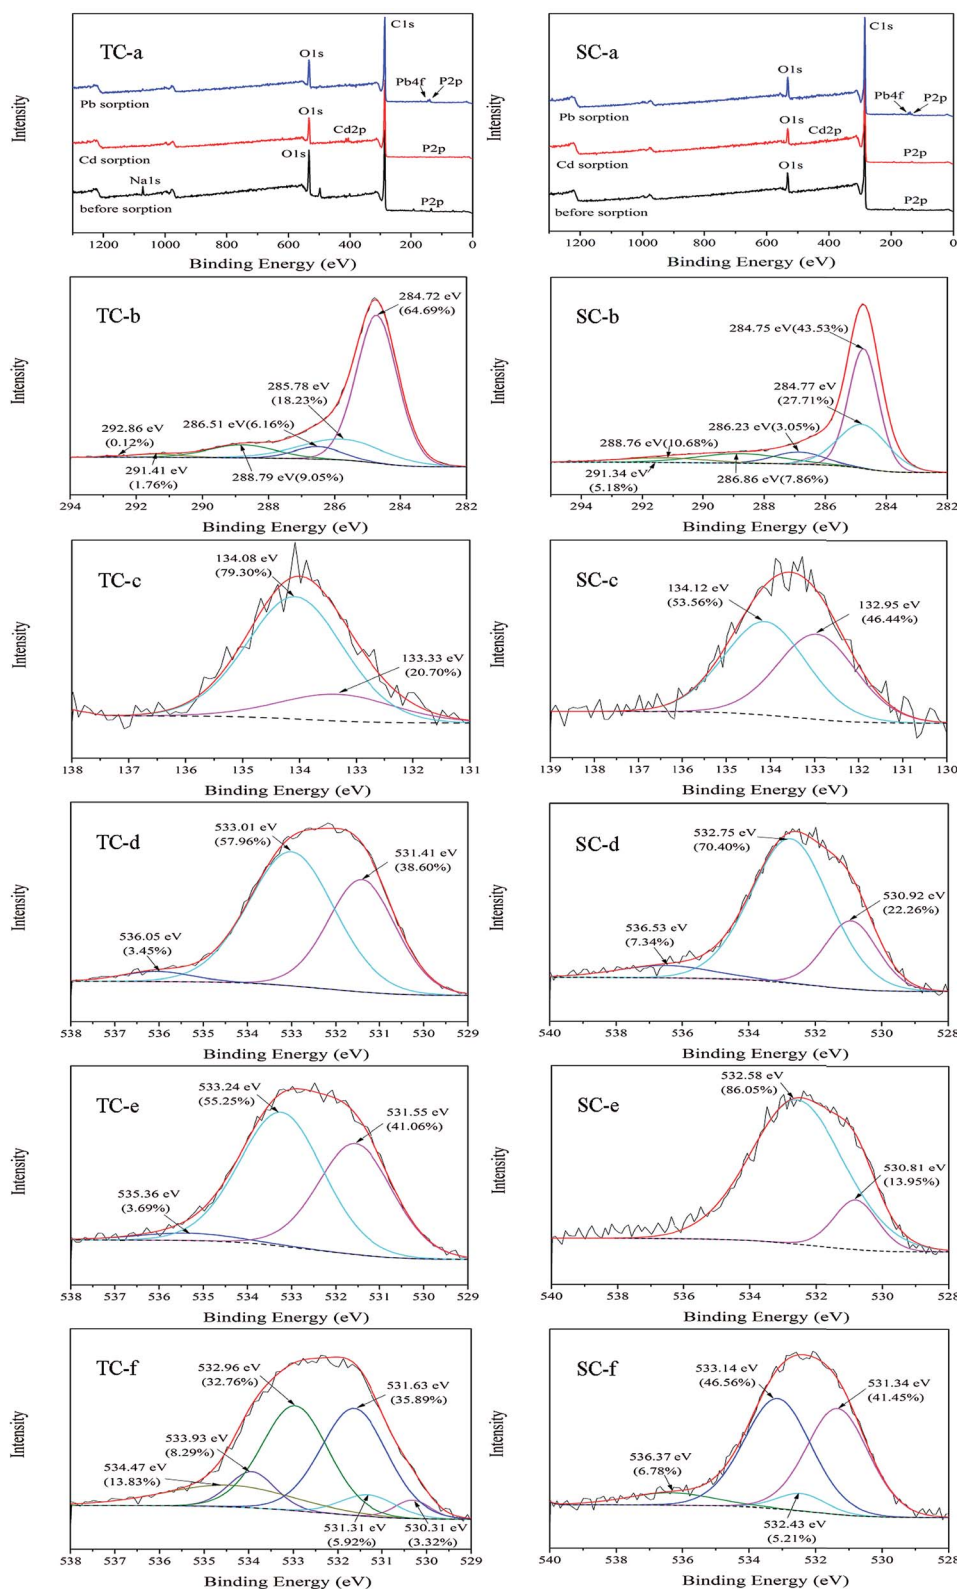 TC-a
C1s
O1s
Pb4f
P2p
Pb sorption
O1s
Cd2p
Cd sorption
O1s
P2p
Na1s
before sorption
P2p
Intensity
1200 1000 800 600 400 200 0
Binding Energy (eV)
SC-a
C1s
O1s
Pb4f
P2p
Pb sorption
O1s
Cd2p
Cd sorption
P2p
O1s
before sorption
P2p
Intensity
1200 1000 800 600 400 200 0
Binding Energy (eV)
TC-b
284.72 eV
(64.69%)
285.78 eV
(18.23%)
286.51 eV(6.16%)
292.86 eV
(0.12%)
291.41 eV
(1.76%)
288.79 eV(9.05%)
Intensity
294 292 290 288 286 284 282
Binding Energy (eV)
SC-b
284.75 eV(43.53%)
284.77 eV
(27.71%)
286.23 eV(3.05%)
288.76 eV(10.68%)
291.34 eV
(5.18%)
286.86 eV(7.86%)
Intensity
294 292 290 288 286 284 282
Binding Energy (eV)
TC-c
134.08 eV
(79.30%)
133.33 eV
(20.70%)
Intensity
138 137 136 135 134 133 132 131
Binding Energy (eV)
SC-c
134.12 eV
(53.56%)
132.95 eV
(46.44%)
Intensity
139 138 137 136 135 134 133 132 131 130
Binding Energy (eV)
TC-d
533.01 eV
(57.96%)
531.41 eV
(38.60%)
536.05 eV
(3.45%)
Intensity
538 537 536 535 534 533 532 531 530 529
Binding Energy (eV)
SC-d
532.75 eV
(70.40%)
530.92 eV
(22.26%)
536.53 eV
(7.34%)
Intensity
540 538 536 534 532 530 528
Binding Energy (eV)
TC-e
533.24 eV
(55.25%)
531.55 eV
(41.06%)
535.36 eV
(3.69%)
Intensity
538 537 536 535 534 533 532 531 530 529
Binding Energy (eV)
SC-e
532.58 eV
(86.05%)
530.81 eV
(13.95%)
Intensity
540 538 536 534 532 530 528
Binding Energy (eV)
TC-f
532.96 eV
(32.76%)
531.63 eV
(35.89%)
533.93 eV
(8.29%)
534.47 eV
(13.83%)
531.31 eV
(5.92%)
530.31 eV
(3.32%)
Intensity
538 537 536 535 534 533 532 531 530 529
Binding Energy (eV)
SC-f
533.14 eV
(46.56%)
531.34 eV
(41.45%)
536.37 eV
(6.78%)
532.43 eV
(5.21%)
Intensity
540 538 536 534 532 530 528
Binding Energy (eV)